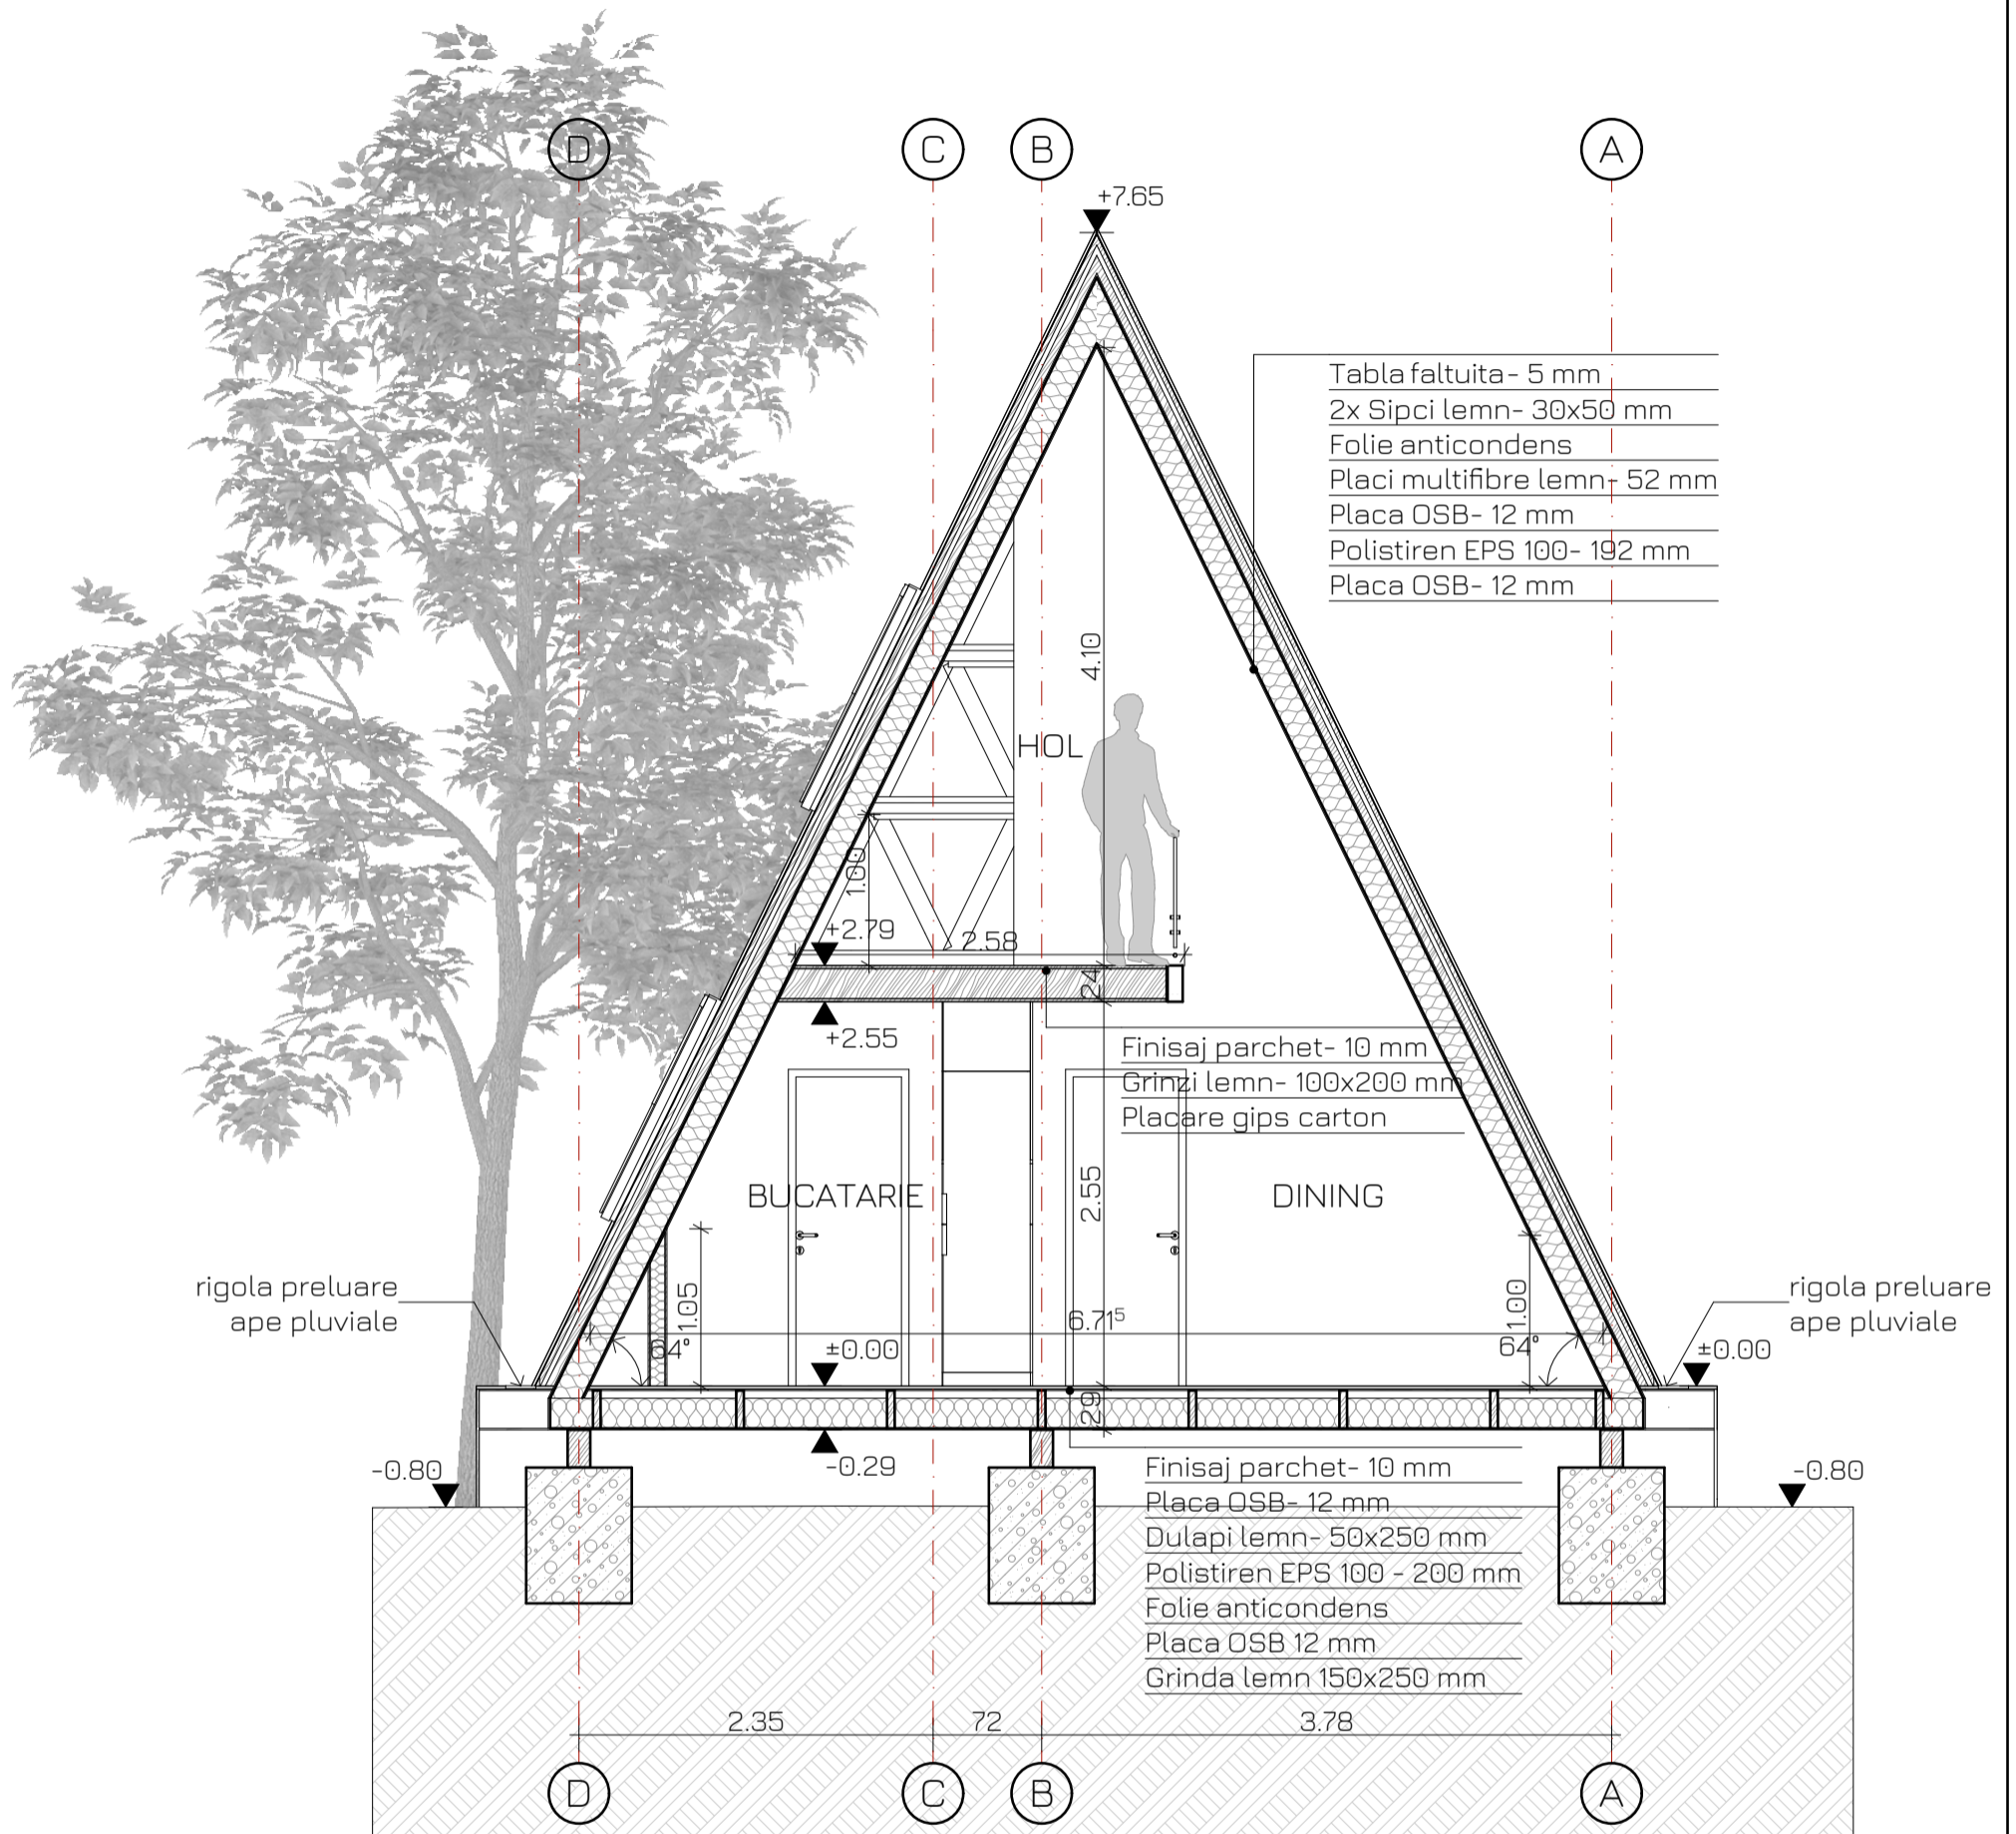 D
C
B
A
+7.65
Tabla faltuita- 5 mm
2x Sipci lemn- 30x50 mm
Folie anticondens
Placi multifibre lemn- 52 mm
Placa OSB- 12 mm
Polistiren EPS 100- 192 mm
Placa OSB- 12 mm
4.10
HOL
1.00
+2.79
2.58
24
+2.55
Finisaj parchet- 10 mm
Grinzi lemn- 100x200 mm
Placare gips carton
BUCATARIE
2.55
DINING
rigola preluare
ape pluviale
1.05
6.71⁵
1.00
rigola preluare
ape pluviale
64°
±0.00
64°
±0.00
29
-0.80
-0.29
-0.80
Finisaj parchet- 10 mm
Placa OSB- 12 mm
Dulapi lemn- 50x250 mm
Polistiren EPS 100 - 200 mm
Folie anticondens
Placa OSB 12 mm
Grinda lemn 150x250 mm
2.35
72
3.78
D
C
B
A